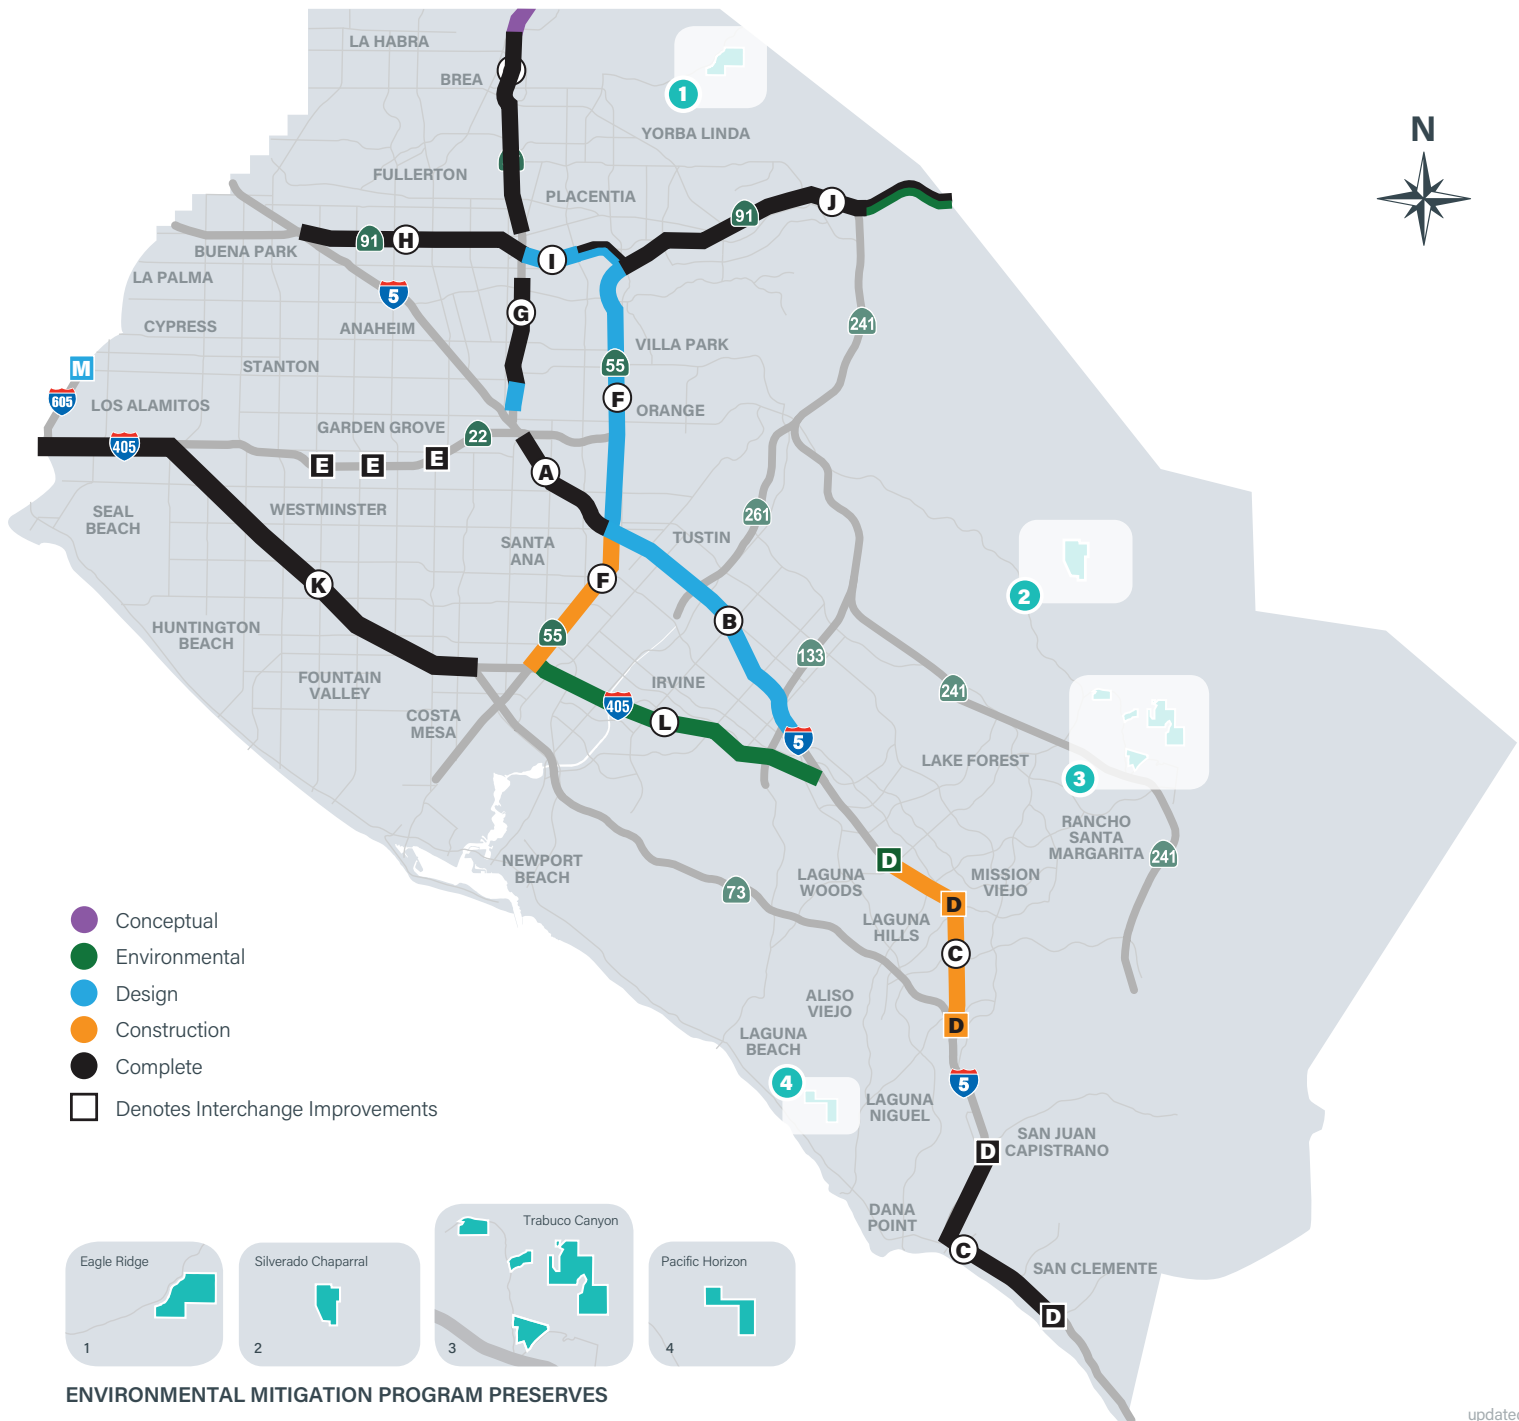 LA HABRA
BREA
1
YORBA LINDA
N
FULLERTON
PLACENTIA
J
91
91
H
BUENA PARK
I
LA PALMA
5
G
CYPRESS
ANAHEIM
241
VILLA PARK
M
STANTON
55
605
LOS ALAMITOS
F
ORANGE
GARDEN GROVE
22
405
E
E
E
A
SEAL
BEACH
WESTMINSTER
261
SANTA
ANA
TUSTIN
K
F
2
B
HUNTINGTON
BEACH
55
133
FOUNTAIN
VALLEY
IRVINE
241
405
COSTA
MESA
L
5
LAKE FOREST
3
RANCHO
SANTA
MARGARITA
241
NEWPORT
BEACH
D
LAGUNA
WOODS
MISSION
VIEJO
73
D
LAGUNA
HILLS
C
ALISO
VIEJO
D
LAGUNA
BEACH
4
5
LAGUNA
NIGUEL
SAN JUAN
CAPISTRANO
D
DANA
POINT
C
SAN CLEMENTE
D
Conceptual
Environmental
Design
Construction
Complete
Denotes Interchange Improvements
Eagle Ridge
1
Silverado Chaparral
2
Trabuco Canyon
3
Pacific Horizon
4
ENVIRONMENTAL MITIGATION PROGRAM PRESERVES
updated